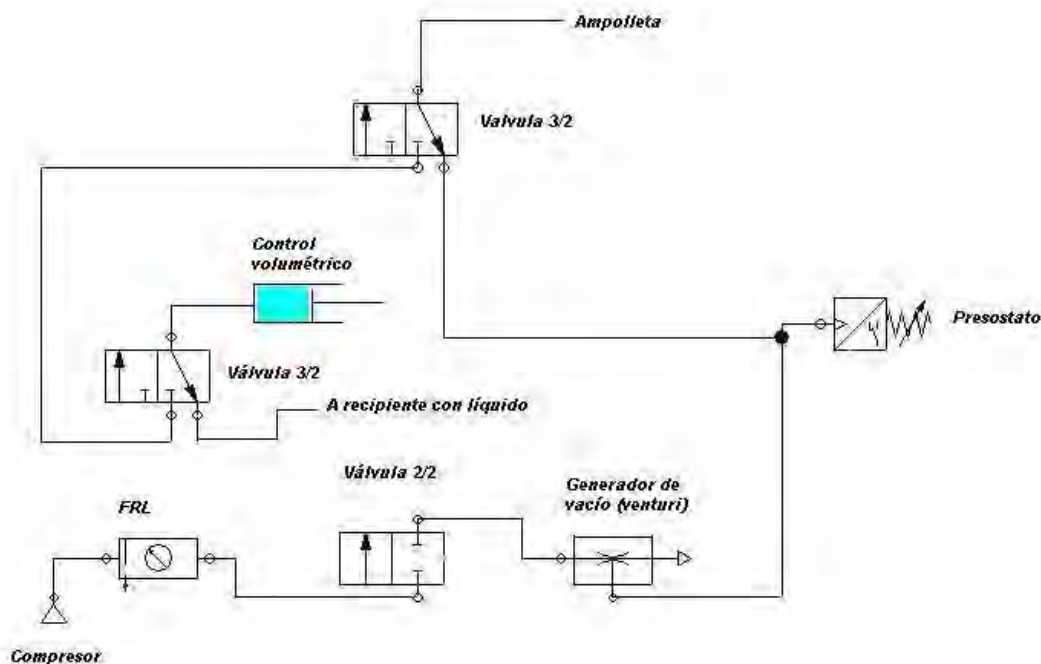 Ampolleta
Valvula 3/2
Control
volumétrico
Presostato
Válvula 3/2
A recipiente con líquido
Válvula 2/2
Generador de
vacío (venturi)
FRL
Compresor